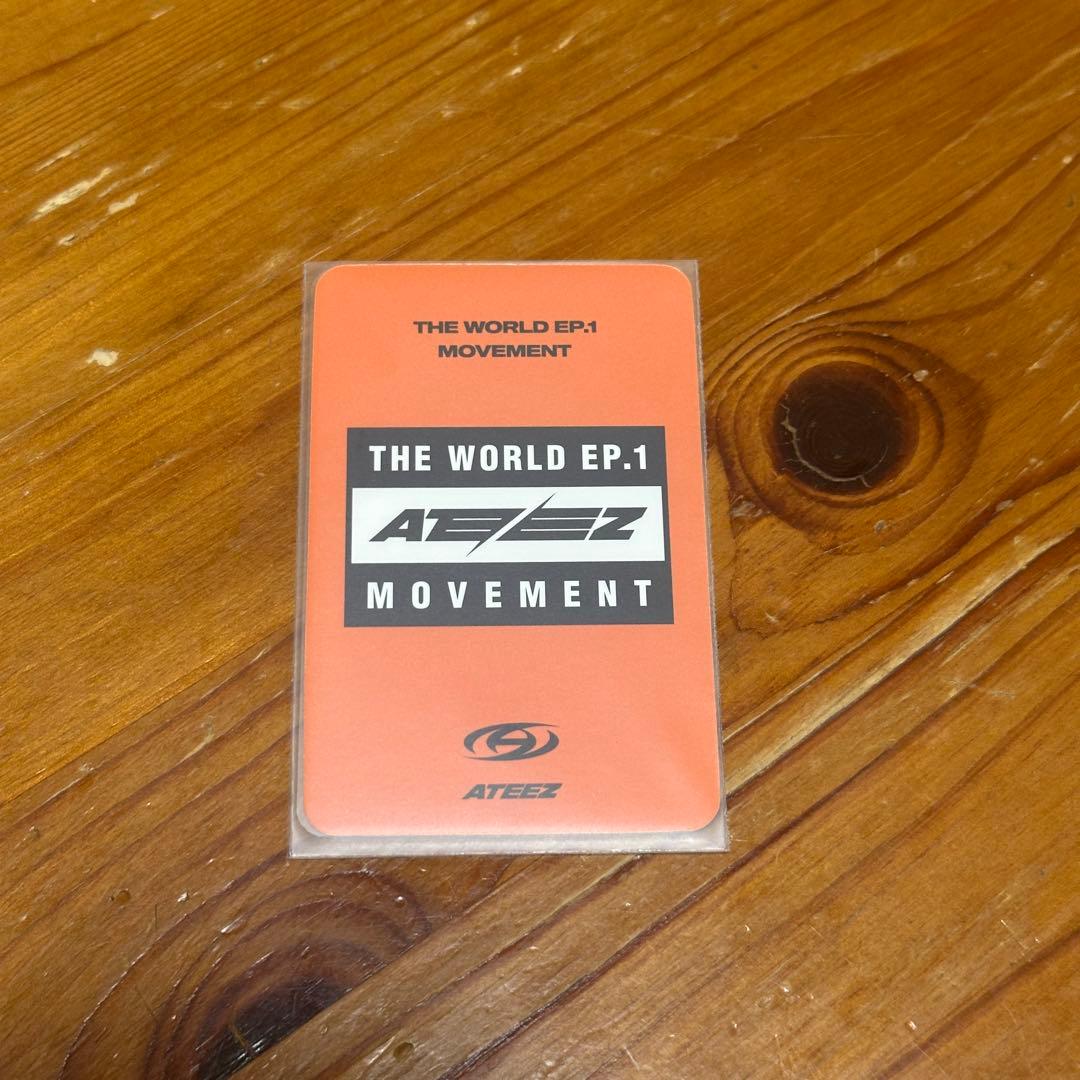 THE WORLD EP.1
MOVEMENT
THE WORLD EP.1
ATEEZ
MOVEMENT
ATEEZ